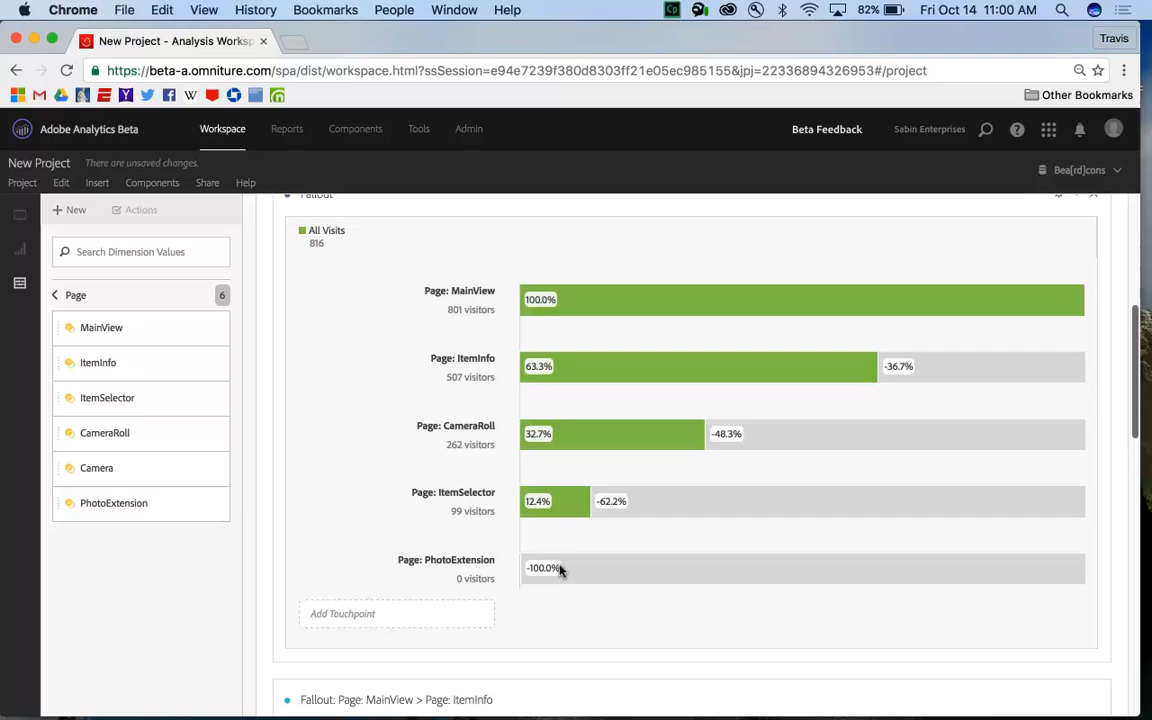 Chrome File Edit View History Bookmarks People Window Help 82% Fri Oct 14 11:00 AM
New Project - Analysis Worksp
Travis
https://beta-a.omniture.com/spa/dist/workspace.html?ssSession=e94e7239f380d8303ff21e05ec985155&jpj=22336894326953#/project
Other Bookmarks
Adobe Analytics Beta Workspace Reports Components Tools Admin Beta Feedback Sabin Enterprises
New Project There are unsaved changes.
Project Edit Insert Components Share Help Bea[rd]cons
+ New Actions
Search Dimension Values
Page 6
MainView
ItemInfo
ItemSelector
CameraRoll
Camera
PhotoExtension
Fallout
All Visits
816
Page: MainView
801 visitors
100.0%
Page: ItemInfo
507 visitors
63.3% -36.7%
Page: CameraRoll
262 visitors
32.7% -48.3%
Page: ItemSelector
99 visitors
12.4% -62.2%
Page: PhotoExtension
0 visitors
-100.0%
Add Touchpoint
Fallout: Page: MainView > Page: ItemInfo